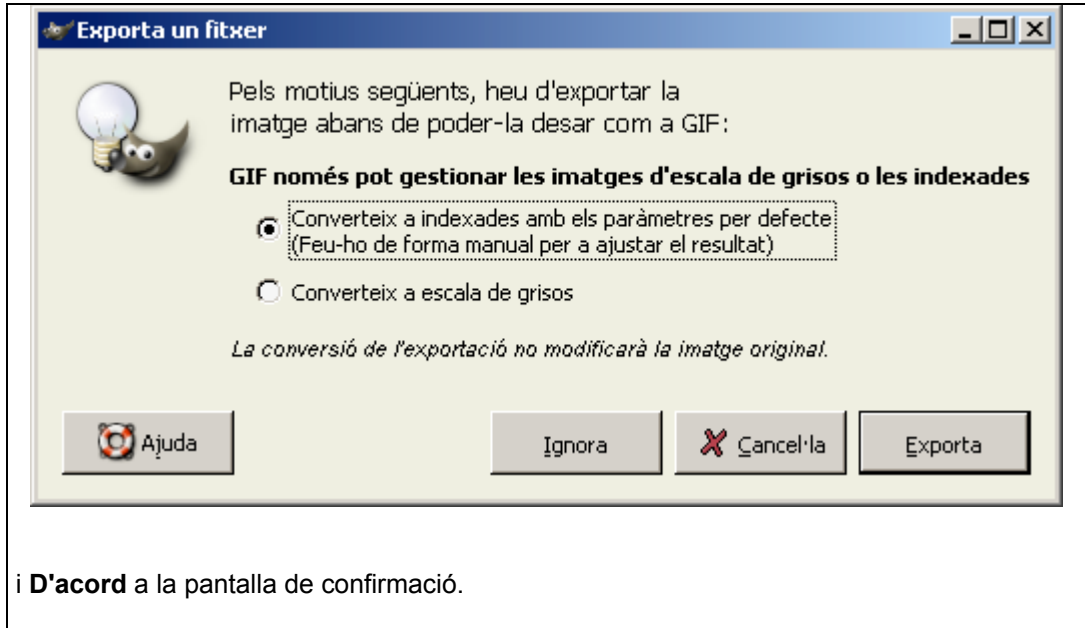 Exporta un fitxer
Pels motius següents, heu d'exportar la
imatge abans de poder-la desar com a GIF:
GIF només pot gestionar les imatges d'escala de grisos o les indexades
Converteix a indexades amb els paràmetres per defecte
(Feu-ho de forma manual per a ajustar el resultat)
Converteix a escala de grisos
La conversió de l'exportació no modificarà la imatge original.
Ajuda
Ignora
Cancel·la
Exporta
i D'acord a la pantalla de confirmació.